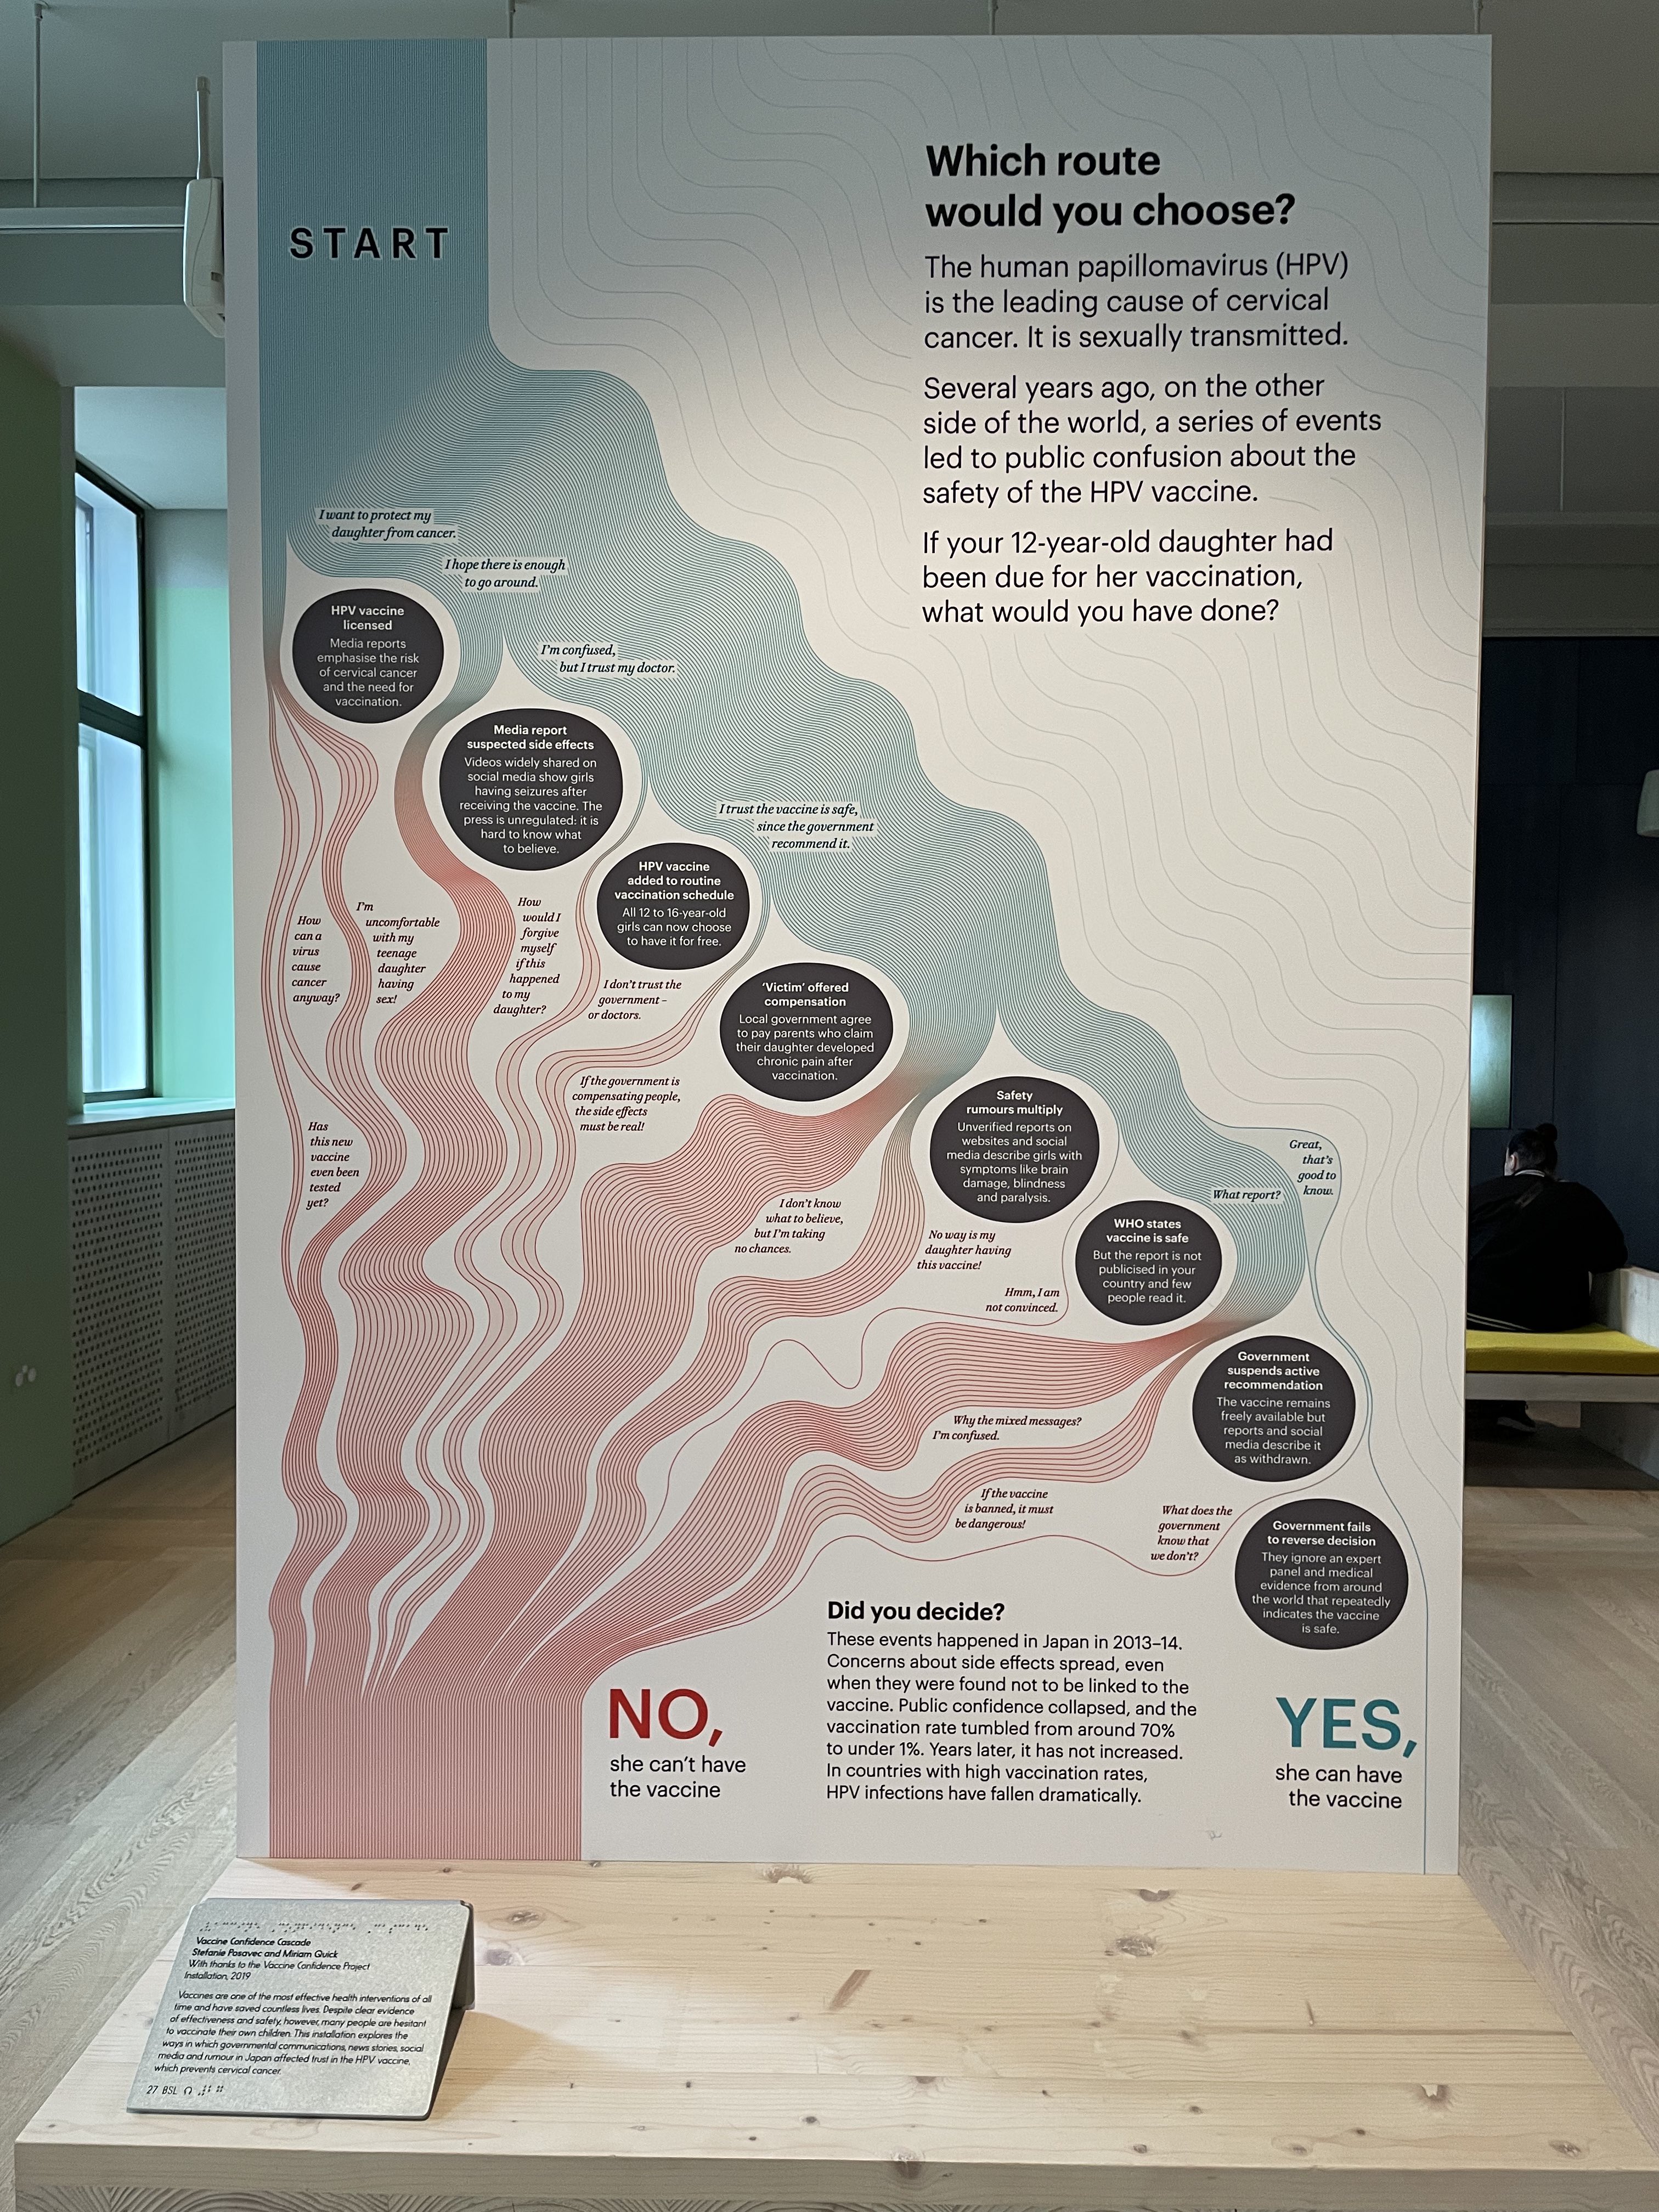 START
Which route
would you choose?
The human papillomavirus (HPV)
is the leading cause of cervical
cancer. It is sexually transmitted.
Several years ago, on the other
side of the world, a series of events
led to public confusion about the
safety of the HPV vaccine.
If your 12-year-old daughter had
been due for her vaccination,
what would you have done?
I want to protect my
daughter from cancer.
I hope there is enough
to go around.
HPV vaccine
licensed
Media reports
emphasise the risk
of cervical cancer
and the need for
vaccination.
I'm confused,
but I trust my doctor.
Media report
suspected side effects
Videos widely shared on
social media show girls
having seizures after
receiving the vaccine. The
press is unregulated: it is
hard to know what
to believe.
I trust the vaccine is safe,
since the government
recommend it.
HPV vaccine
added to routine
vaccination schedule
All 12 to 16-year-old
girls can now choose
to have it for free.
How
can a
virus
cause
cancer
anyway?
I'm
uncomfortable
with my
teenage
daughter
having
sex!
How
would I
forgive
myself
if this
happened
to my
daughter?
I don't trust the
government –
or doctors.
'Victim' offered
compensation
Local government agree
to pay parents who claim
their daughter developed
chronic pain after
vaccination.
If the government is
compensating people,
the side effects
must be real!
Safety
rumours multiply
Unverified reports on
websites and social
media describe girls with
symptoms like brain
damage, blindness
and paralysis.
Has
this new
vaccine
even been
tested
yet?
Great,
that's
good to
know.
What report?
I don't know
what to believe,
but I'm taking
no chances.
No way is my
daughter having
this vaccine!
WHO states
vaccine is safe
But the report is not
publicised in your
country and few
people read it.
Hmm, I am
not convinced.
Government
suspends active
recommendation
The vaccine remains
freely available but
reports and social
media describe it
as withdrawn.
Why the mixed messages?
I'm confused.
If the vaccine
is banned, it must
be dangerous!
What does the
government
know that
we don't?
Government fails
to reverse decision
They ignore an expert
panel and medical
evidence from around
the world that repeatedly
indicates the vaccine
is safe.
Did you decide?
These events happened in Japan in 2013–14.
Concerns about side effects spread, even
when they were found not to be linked to the
vaccine. Public confidence collapsed, and the
vaccination rate tumbled from around 70%
to under 1%. Years later, it has not increased.
In countries with high vaccination rates,
HPV infections have fallen dramatically.
NO,
she can't have
the vaccine
YES,
she can have
the vaccine
Vaccine Confidence Cascade
Stefanie Posavec and Miriam Quick
With thanks to the Vaccine Confidence Project
Installation, 2019
Vaccines are one of the most effective health interventions of all
time and have saved countless lives. Despite clear evidence
of effectiveness and safety, however, many people are hesitant
to vaccinate their own children. This installation explores the
ways in which governmental communications, news stories, social
media and rumour in Japan affected trust in the HPV vaccine,
which prevents cervical cancer.
27 BSL